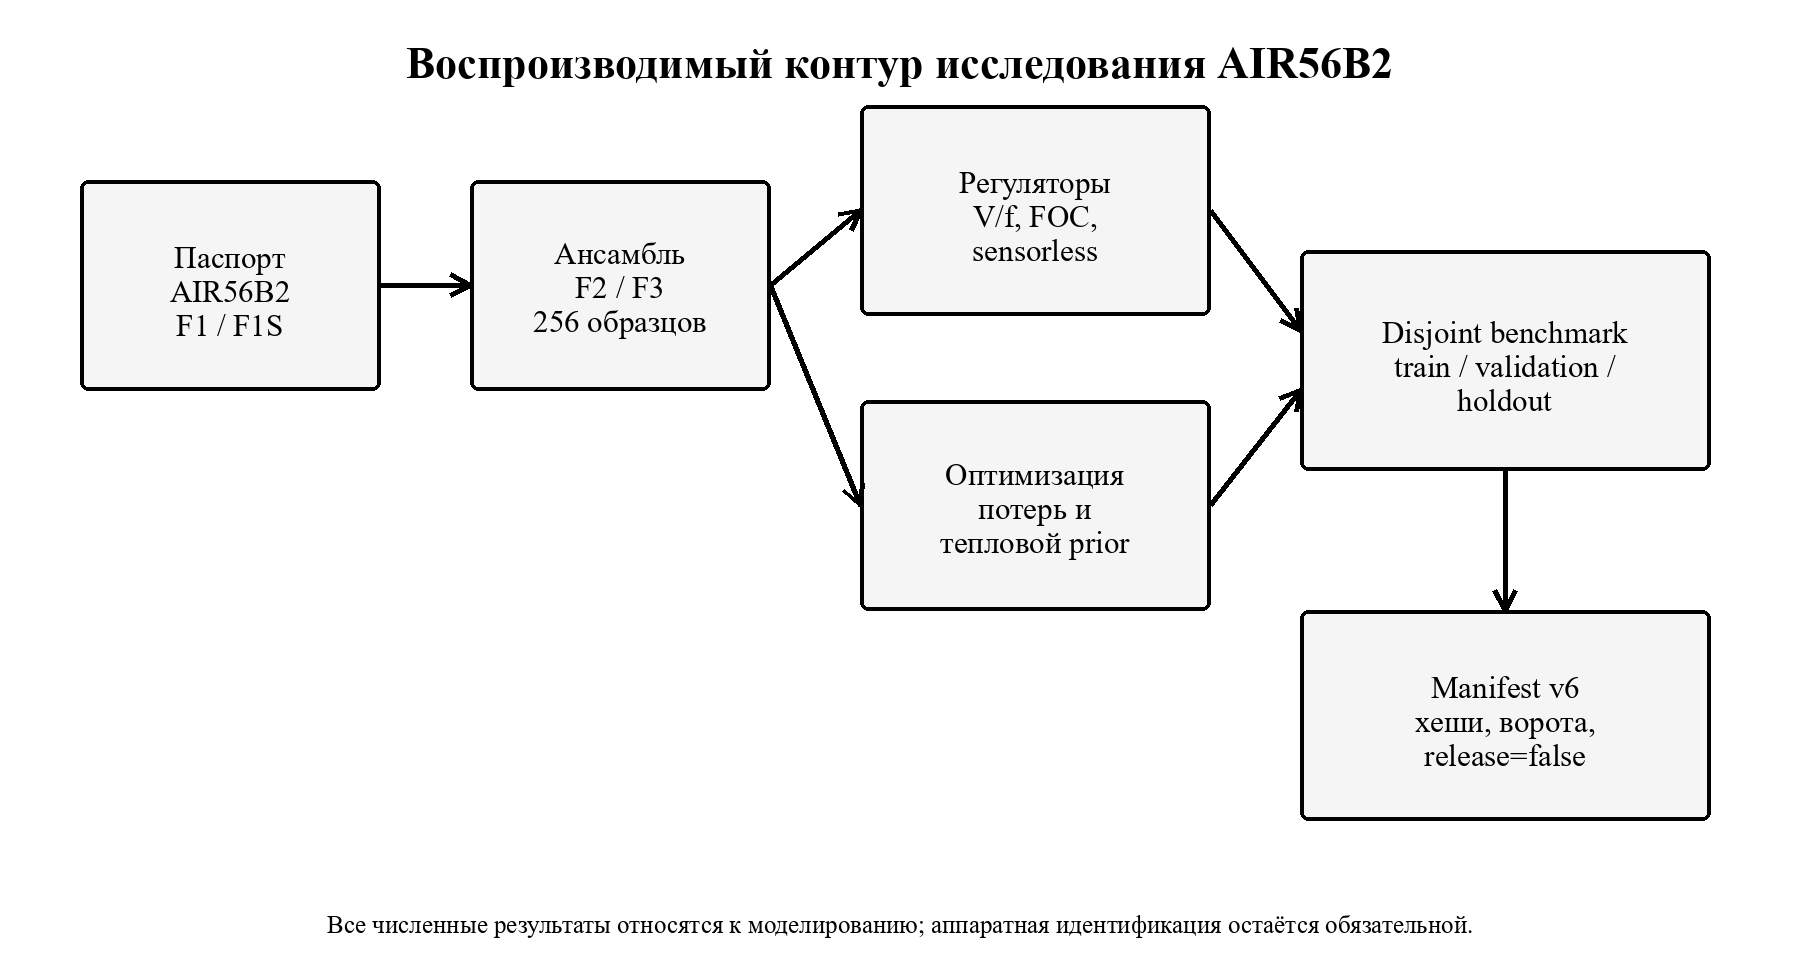 Воспроизводимый контур исследования AIR56B2
Паспорт
AIR56B2
F1 / F1S
Ансамбль
F2 / F3
256 образцов
Регуляторы
V/f, FOC,
sensorless
Оптимизация
потерь и
тепловой prior
Disjoint benchmark
train / validation /
holdout
Manifest v6
хеши, ворота,
release=false
Все численные результаты относятся к моделированию; аппаратная идентификация остаётся обязательной.